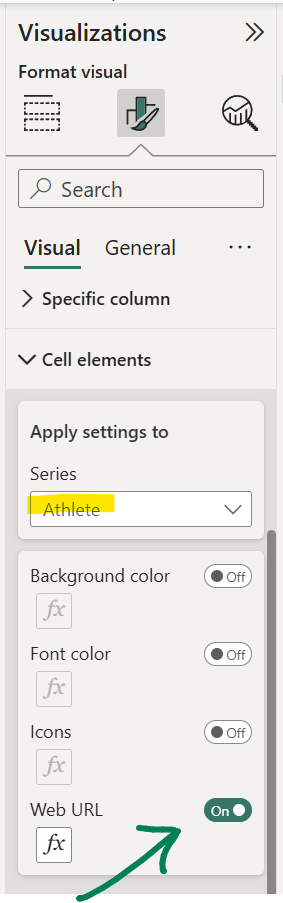 Visualizations
Format visual
Search
Visual General ...
Specific column
Cell elements
Apply settings to
Series
Athlete
Background color Off
fx
Font color Off
fx
Icons Off
fx
Web URL On
fx